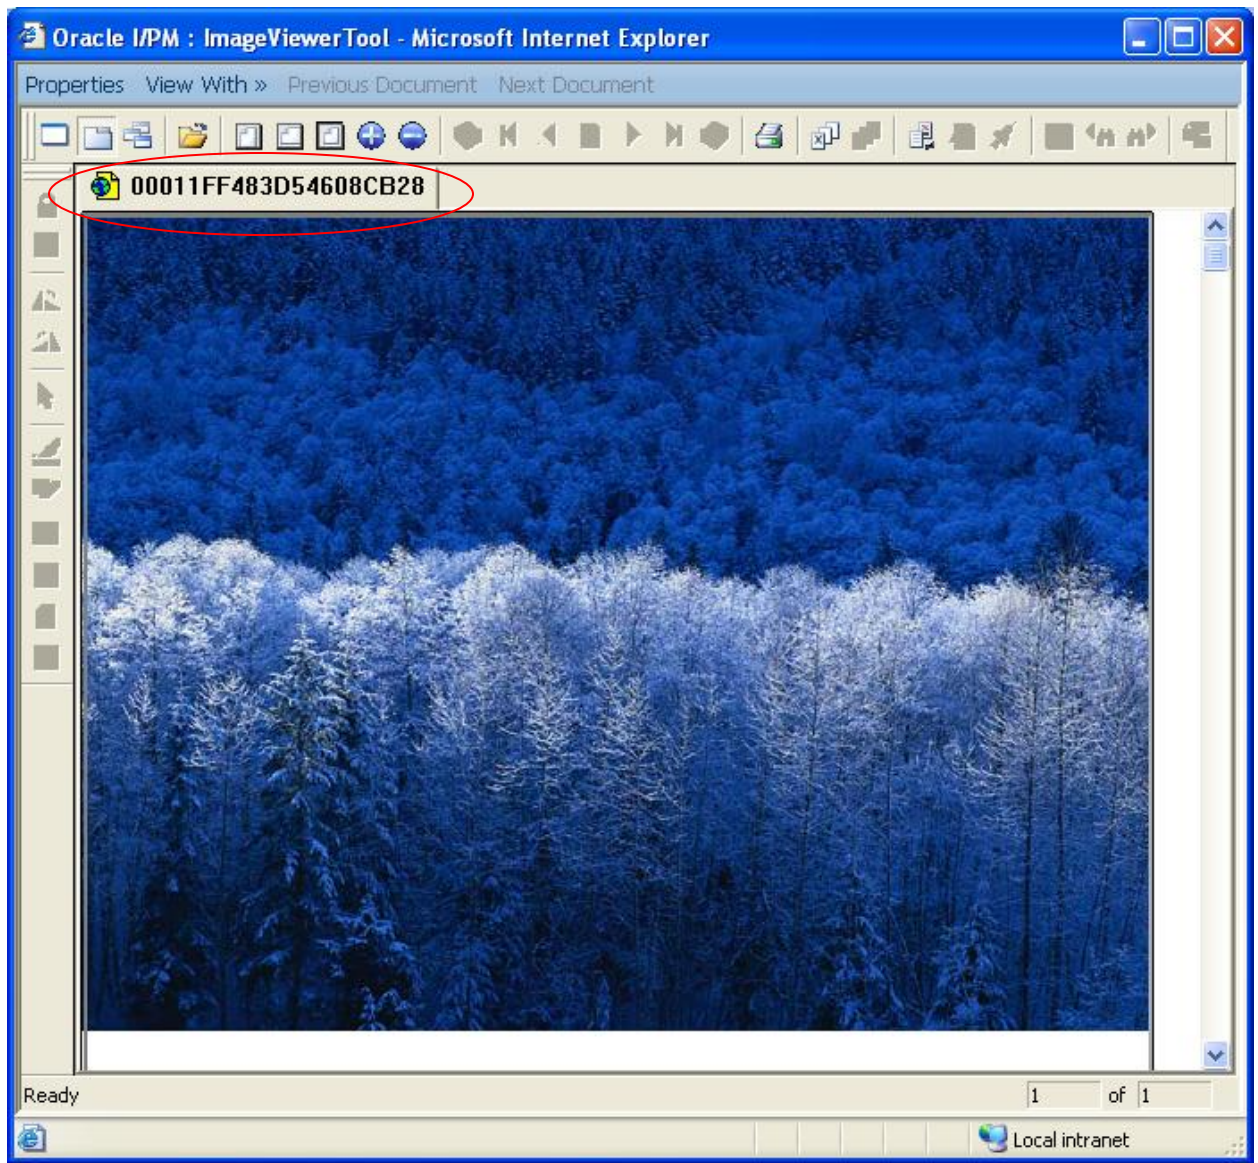 Oracle I/PM : ImageViewerTool - Microsoft Internet Explorer
Properties View With » Previous Document Next Document
00011FF483D54608CB28
Ready 1 of 1
Local intranet